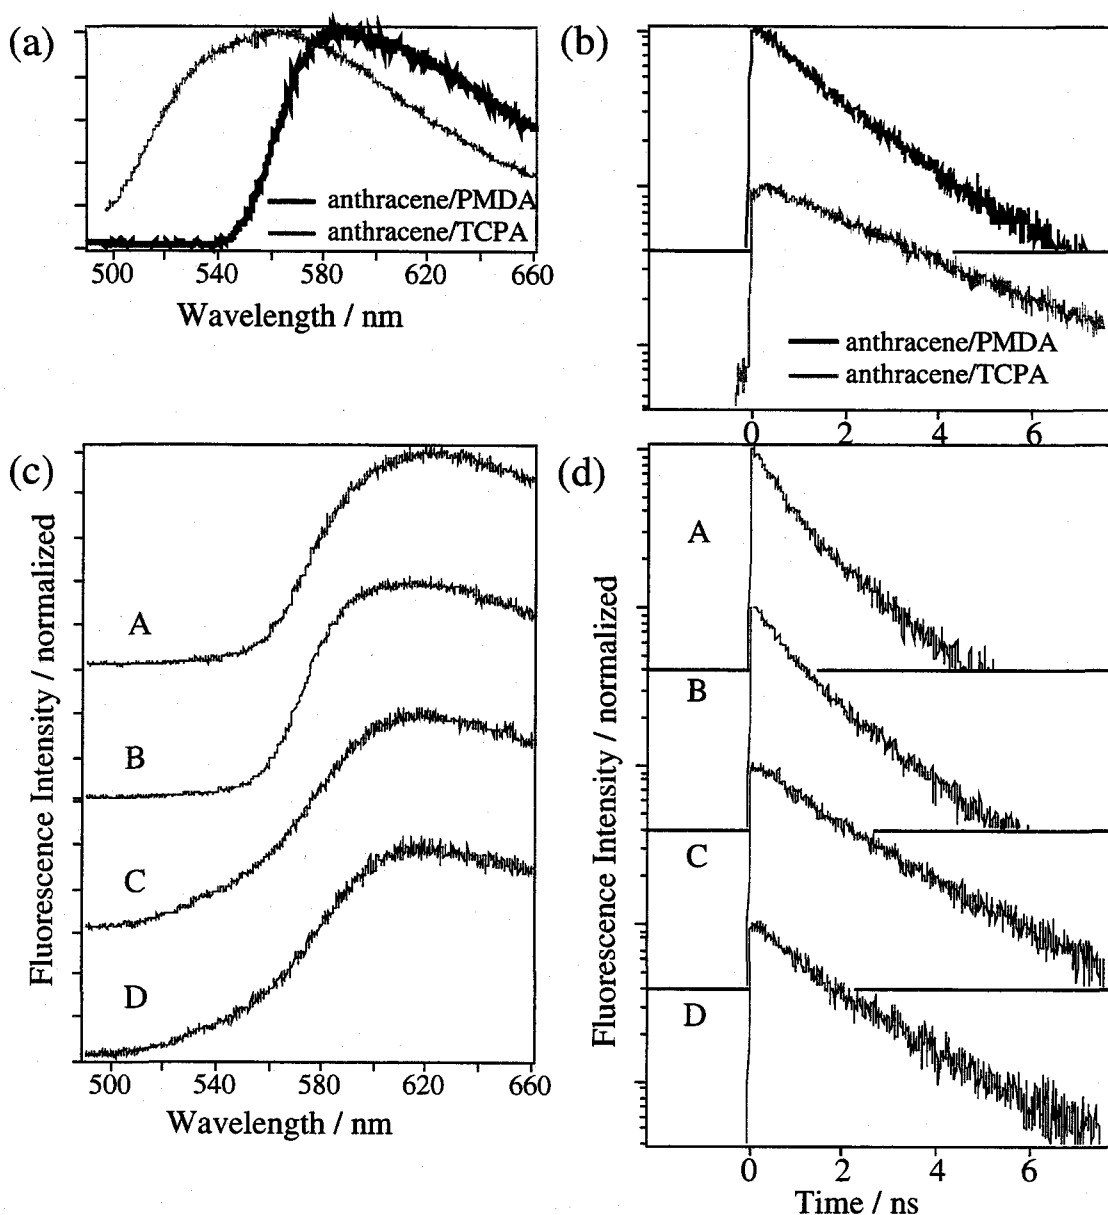 (a)
anthracene/PMDA
anthracene/TCPA
500 540 580 620 660
Wavelength / nm
(b)
anthracene/PMDA
anthracene/TCPA
0 2 4 6
(c)
Fluorescence Intensity / normalized
A
B
C
D
500 540 580 620 660
Wavelength / nm
(d)
Fluorescence Intensity / normalized
A
B
C
D
0 2 4 6
Time / ns